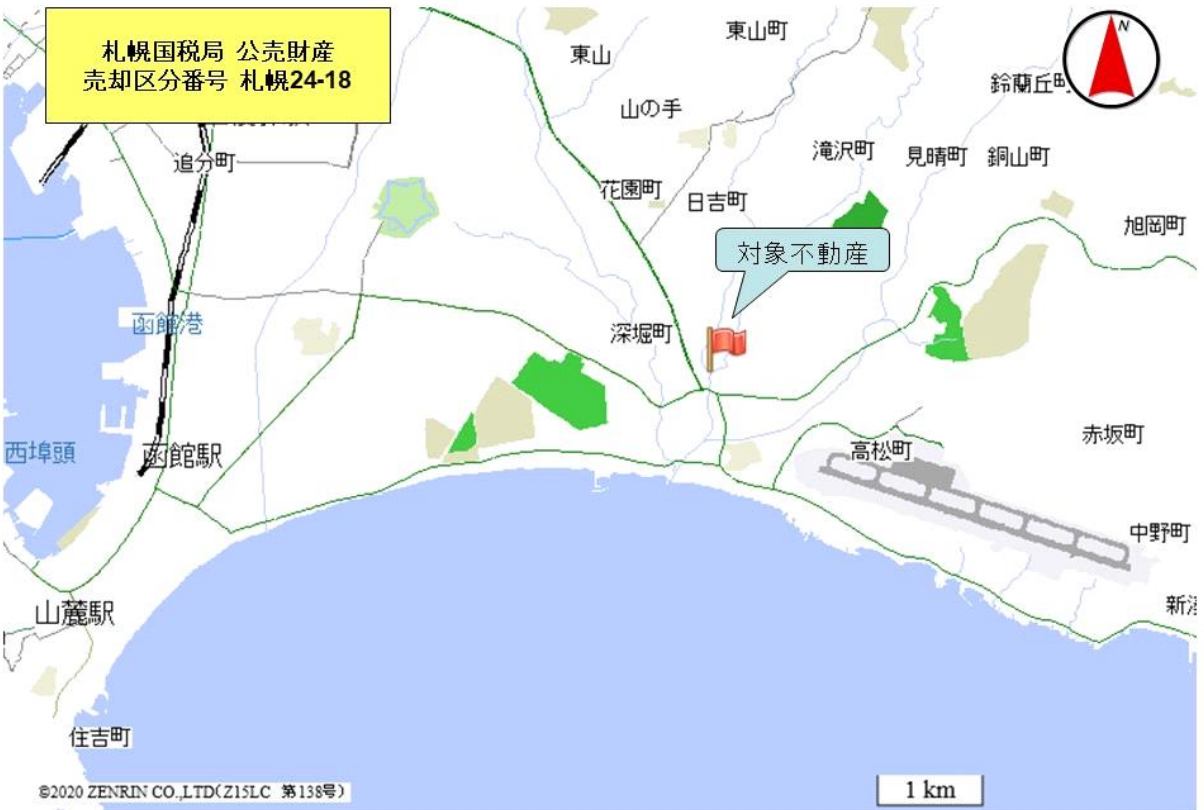 札幌国税局 公売財産
売却区分番号 札幌24-18
東山
東山町
N
鈴蘭丘町
山の手
追分町
滝沢町
見晴町
銅山町
花園町
日吉町
旭岡町
対象不動産
函館港
深堀町
西埠頭
函館駅
高松町
赤坂町
中野町
山麓駅
住吉町
©2020 ZENRIN CO.,LTD(Z15LC 第138号)
1 km